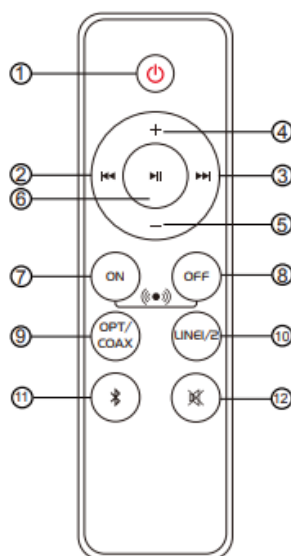 ①
④
+
② ③
⑥
⑤
−
⑦ ON OFF ⑧
⑨ OPT/ LINE1/2 ⑩
COAX
⑪ ⑫